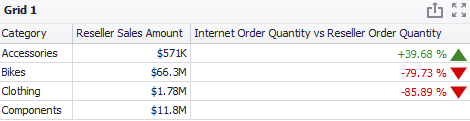 Grid 1
Category Reseller Sales Amount Internet Order Quantity vs Reseller Order Quantity
Accessories $571K +39.68 %
Bikes $66.3M -79.73 %
Clothing $1.78M -85.89 %
Components $11.8M